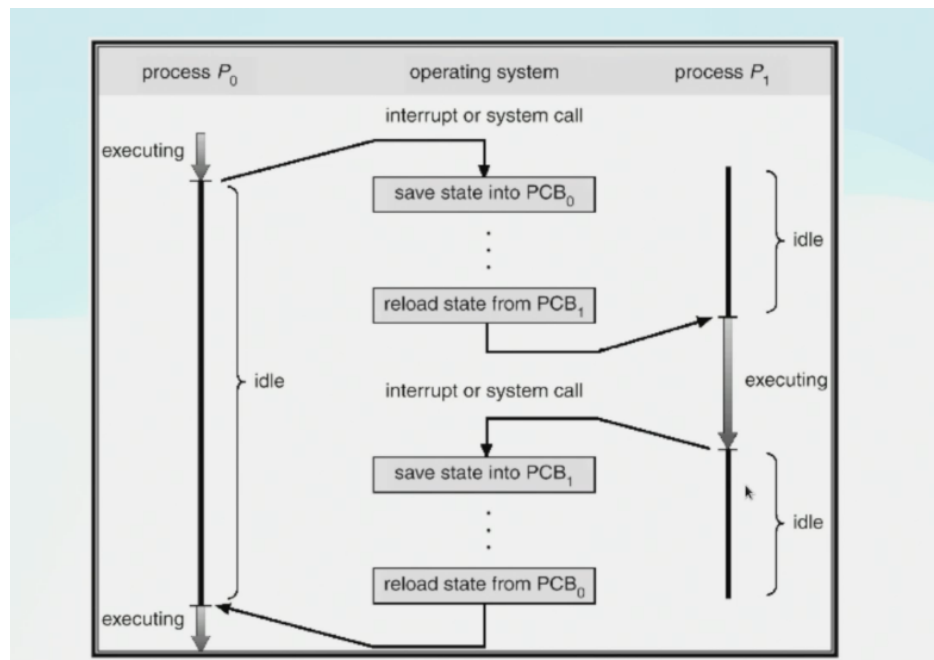 process P0 operating system process P1
interrupt or system call
executing
save state into PCB0
idle
reload state from PCB1
idle
executing
interrupt or system call
save state into PCB1
idle
reload state from PCB0
executing